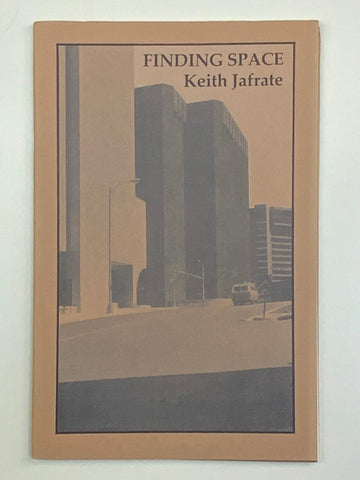 FINDING SPACE
Keith Jafrate